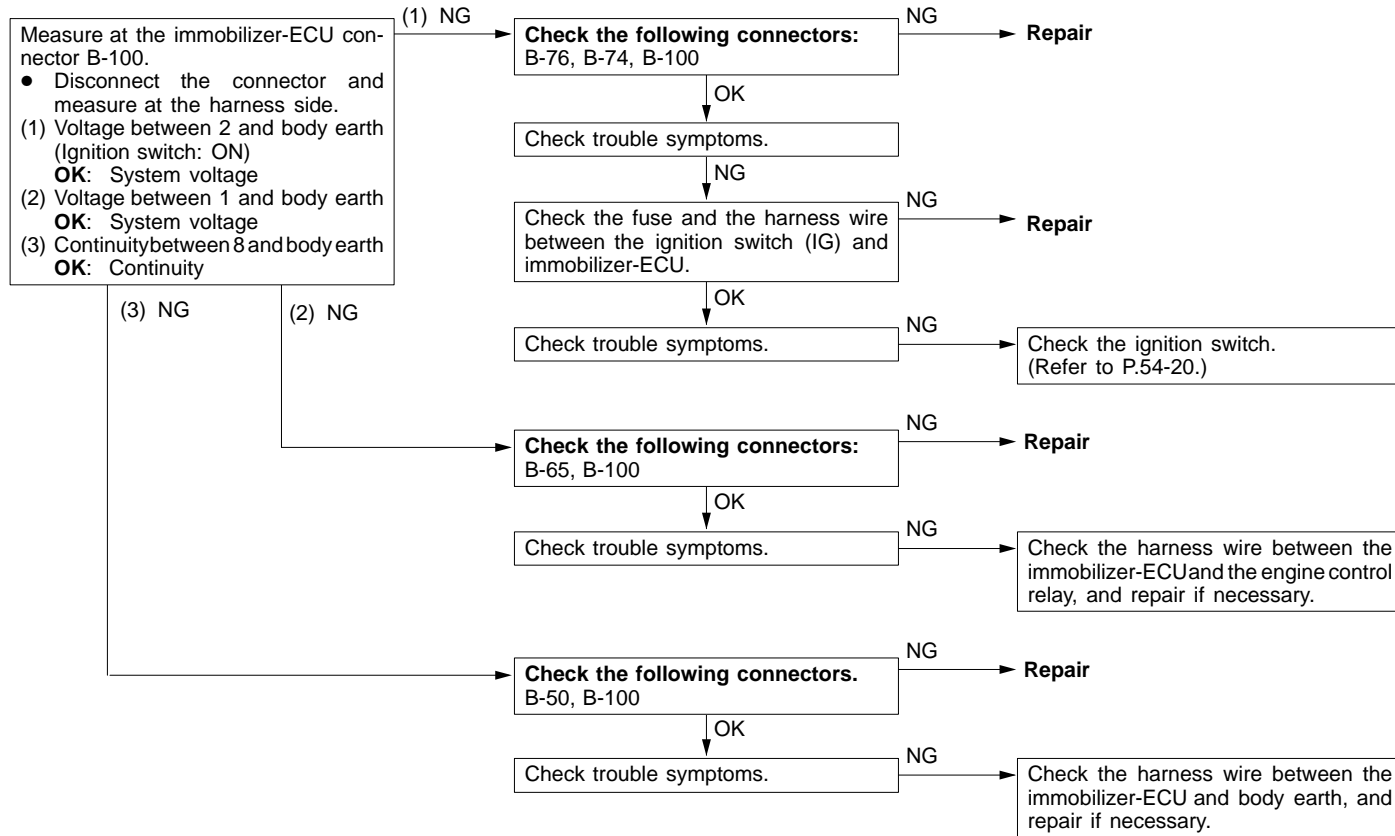 Measure at the immobilizer-ECU con-
nector B-100.
● Disconnect the connector and
measure at the harness side.
(1) Voltage between 2 and body earth
(Ignition switch: ON)
OK: System voltage
(2) Voltage between 1 and body earth
OK: System voltage
(3) Continuity between 8 and body earth
OK: Continuity
(1) NG
Check the following connectors:
B-76, B-74, B-100
NG
Repair
OK
Check trouble symptoms.
NG
Check the fuse and the harness wire
between the ignition switch (IG) and
immobilizer-ECU.
NG
Repair
OK
Check trouble symptoms.
NG
Check the ignition switch.
(Refer to P.54-20.)
(3) NG
(2) NG
Check the following connectors:
B-65, B-100
NG
Repair
OK
Check trouble symptoms.
NG
Check the harness wire between the
immobilizer-ECU and the engine control
relay, and repair if necessary.
Check the following connectors.
B-50, B-100
NG
Repair
OK
Check trouble symptoms.
NG
Check the harness wire between the
immobilizer-ECU and body earth, and
repair if necessary.